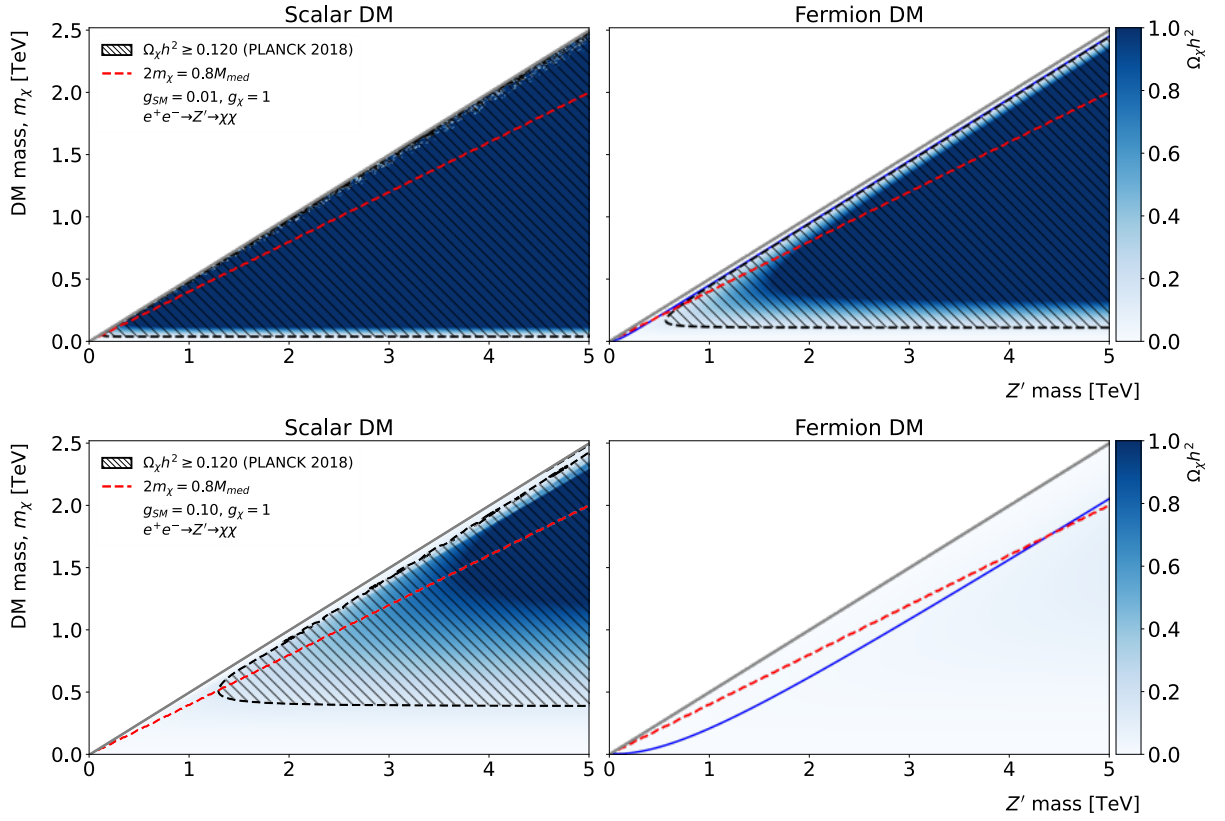 Scalar DM
Fermion DM
2.5
2.0
1.5
1.0
0.5
0.0
DM mass, m_χ [TeV]
Ω_χh² ≥ 0.120 (PLANCK 2018)
2m_χ = 0.8M_med
g_SM = 0.01, g_χ = 1
e⁺e⁻→Z′→χχ
0 1 2 3 4 5
0 1 2 3 4 5
Z′ mass [TeV]
1.0
0.8
0.6
0.4
0.2
0.0
Ω_χh²
Scalar DM
Fermion DM
2.5
2.0
1.5
1.0
0.5
0.0
DM mass, m_χ [TeV]
Ω_χh² ≥ 0.120 (PLANCK 2018)
2m_χ = 0.8M_med
g_SM = 0.10, g_χ = 1
e⁺e⁻→Z′→χχ
0 1 2 3 4 5
0 1 2 3 4 5
Z′ mass [TeV]
1.0
0.8
0.6
0.4
0.2
0.0
Ω_χh²